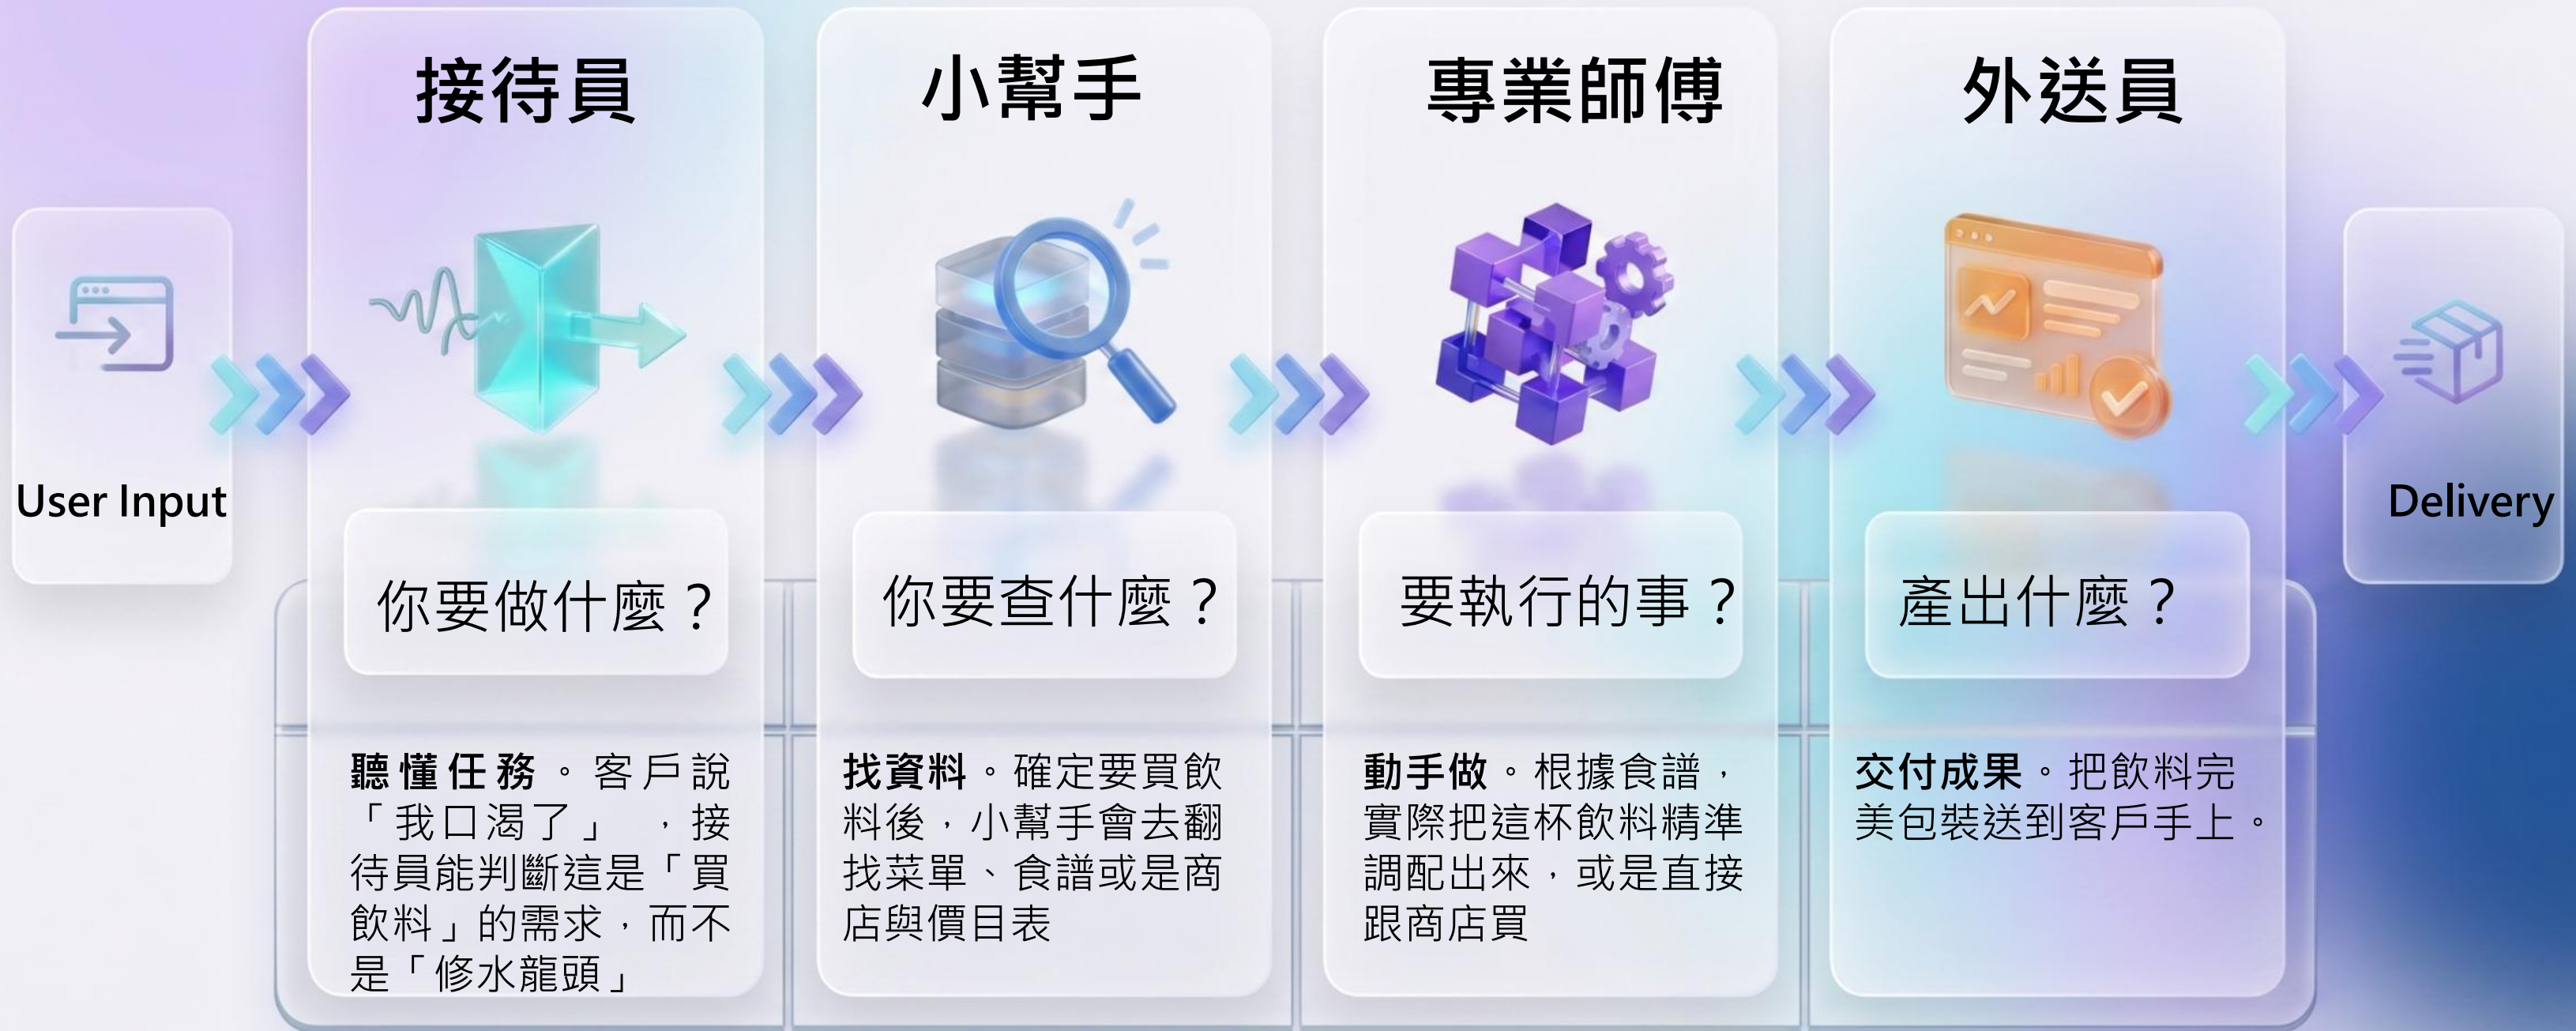 接待員
小幫手
專業師傅
外送員
User Input
Delivery
你要做什麼？
你要查什麼？
要執行的事？
產出什麼？
聽懂任務。客戶說
「我口渴了」，接
待員能判斷這是「買
飲料」的需求，而不
是「修水龍頭」
找資料。確定要買飲
料後，小幫手會去翻
找菜單、食譜或是商
店與價目表
動手做。根據食譜，
實際把這杯飲料精準
調配出來，或是直接
跟商店買
交付成果。把飲料完
美包裝送到客戶手上。